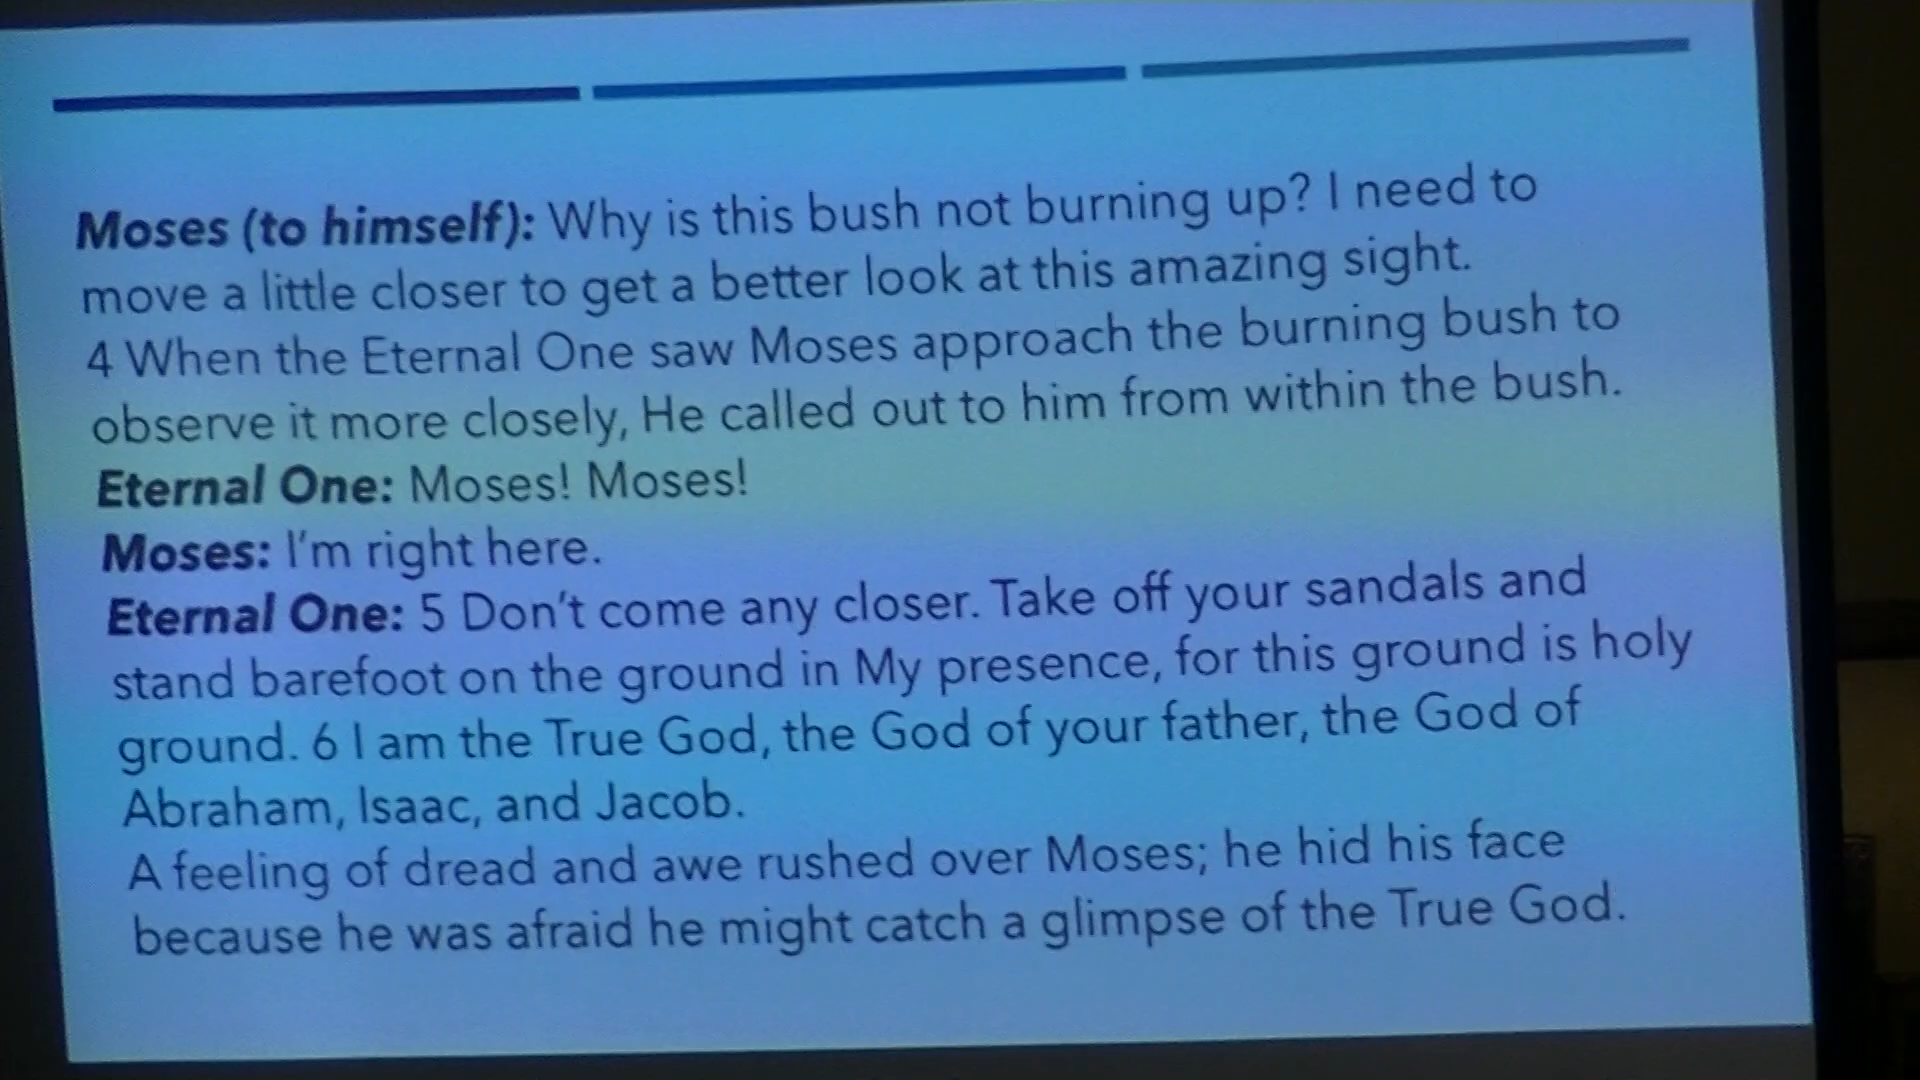 Moses (to himself): Why is this bush not burning up? I need to
move a little closer to get a better look at this amazing sight.
4 When the Eternal One saw Moses approach the burning bush to
observe it more closely, He called out to him from within the bush.
Eternal One: Moses! Moses!
Moses: I'm right here.
Eternal One: 5 Don't come any closer. Take off your sandals and
stand barefoot on the ground in My presence, for this ground is holy
ground. 6 I am the True God, the God of your father, the God of
Abraham, Isaac, and Jacob.
A feeling of dread and awe rushed over Moses; he hid his face
because he was afraid he might catch a glimpse of the True God.